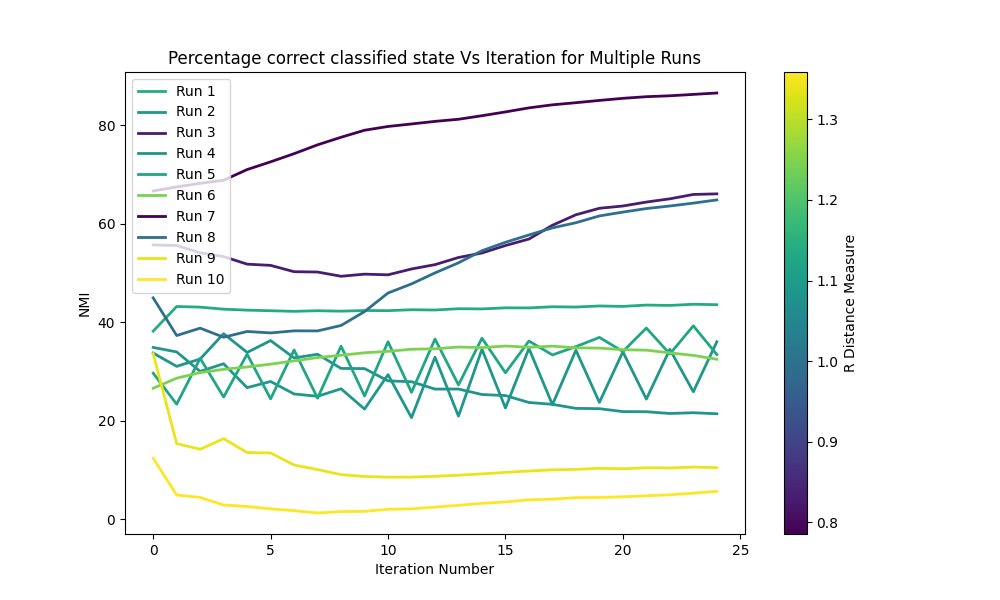 Percentage correct classified state Vs Iteration for Multiple Runs
Run 1
Run 2
Run 3
Run 4
Run 5
Run 6
Run 7
Run 8
Run 9
Run 10
NMI
80
60
40
20
0
0 5 10 15 20 25
Iteration Number
1.3
1.2
1.1
1.0
0.9
0.8
R Distance Measure